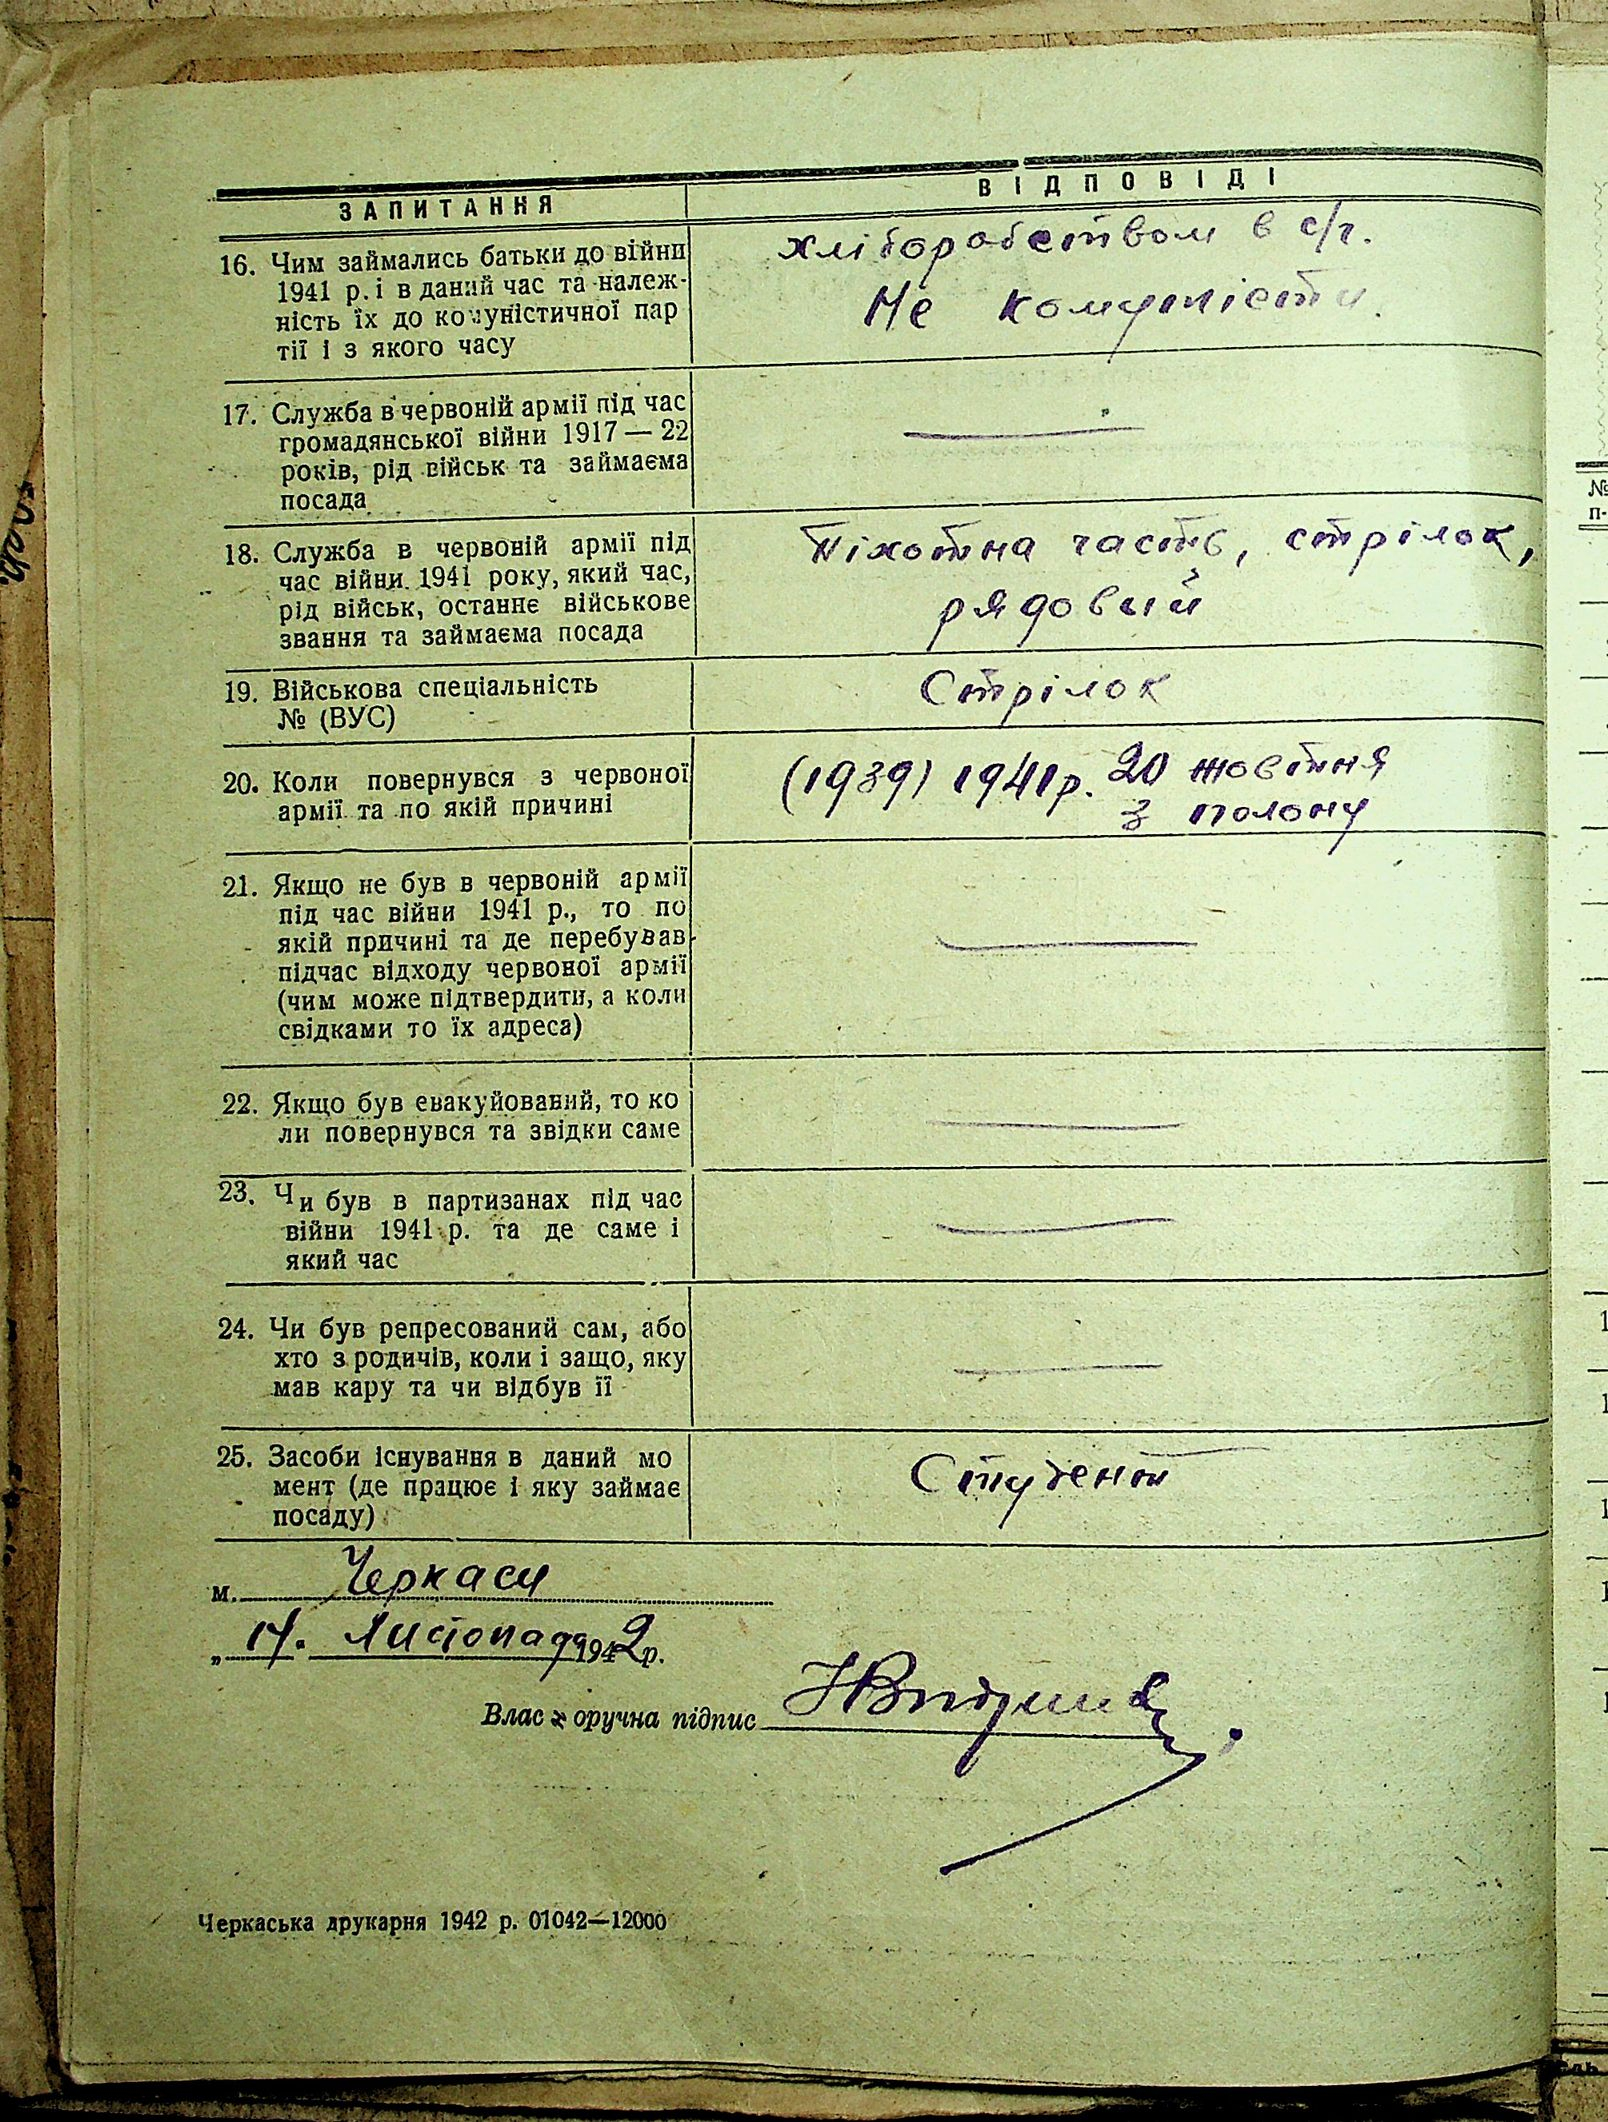 ЗАПИТАННЯ
ВІДПОВІДІ
16. Чим займались батьки до війни
1941 р. і в даний час та належ-
ність їх до комуністичної пар
тії і з якого часу
хліборобством в с/г.
Не комуністи.
17. Служба в червоній армії під час
громадянської війни 1917 — 22
років, рід військ та займаєма
посада
18. Служба в червоній армії під
час війни 1941 року, який час,
рід військ, останнє військове
звання та займаєма посада
Піхотна часть, стрілок,
рядовий
19. Військова спеціальність
№ (ВУС)
Стрілок
20. Коли повернувся з червоної
армії та по якій причині
(1939) 1941р. 20 жовтня
з полону
21. Якщо не був в червоній армії
під час війни 1941 р., то по
якій причині та де перебував
підчас відходу червоної армії
(чим може підтвердити, а коли
свідками то їх адреса)
22. Якщо був евакуйований, то ко
ли повернувся та звідки саме
23. Чи був в партизанах під час
війни 1941 р. та де саме і
який час
24. Чи був репресований сам, або
хто з родичів, коли і защо, яку
мав кару та чи відбув її
25. Засоби існування в даний мо
мент (де працює і яку займає
посаду)
Студент
м. Черкаси
„ 14. Листопада 1942 р.
Влас оручна підпис
Черкаська друкарня 1942 р. 01042—12000
№
п-